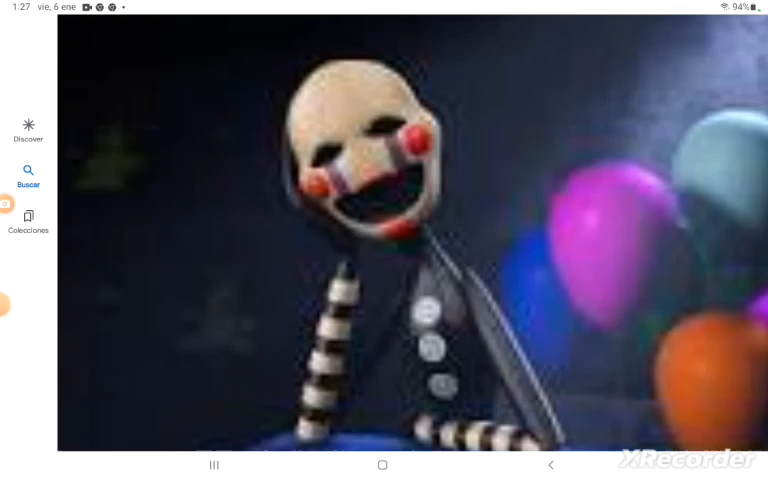 1:27 vie, 6 ene
94%
Discover
Buscar
Colecciones
XRecorder